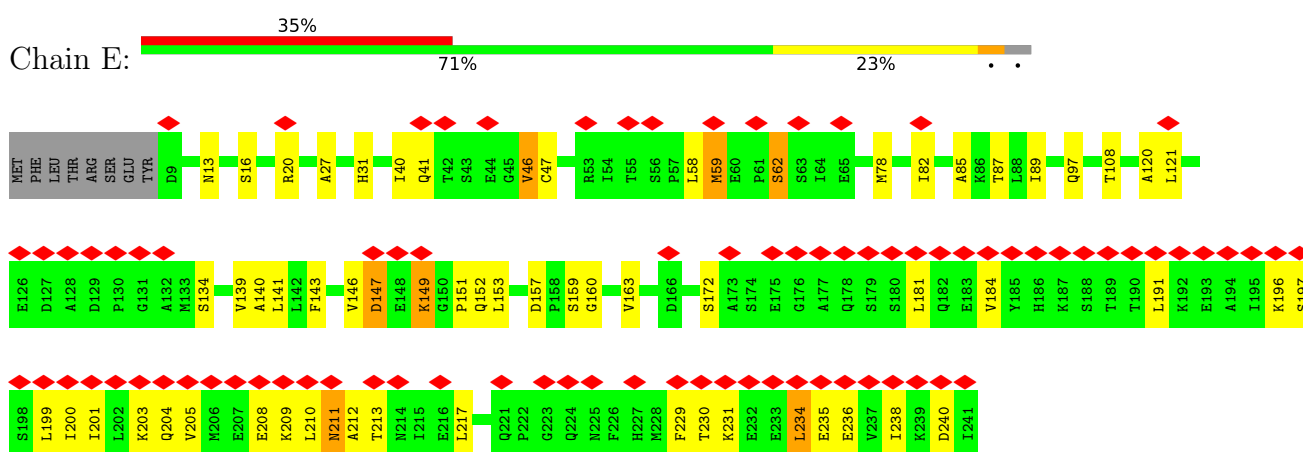 35%
Chain E:
71% 23% • •
MET PHE LEU THR ARG SER GLU TYR D9 N13 S16 R20 A27 H31 I40 Q41 T42 S43 E44 G45 V46 C47 R53 I54 T55 S56 P57 L58 M59 E60 P61 S62 S63 I64 E65 M78 I82 A85 K86 T87 L88 I89 Q97 T108 A120 L121
E126 D127 A128 D129 P130 G131 A132 M133 S134 V139 A140 L141 L142 F143 V146 D147 E148 K149 G150 P151 Q152 L153 D157 P158 S159 G160 V163 D166 S172 A173 S174 E175 G176 A177 Q178 S179 S180 L181 Q182 E183 V184 Y185 H186 K187 S188 T189 T190 L191 K192 E193 A194 I195 K196 S197
S198 L199 I200 I201 L202 K203 Q204 V205 M206 E207 E208 K209 L210 N211 A212 T213 N214 I215 E216 L217 Q221 P222 G223 Q224 N225 F226 H227 M228 F229 T230 K231 E232 E233 L234 E235 E236 V237 I238 K239 D240 I241